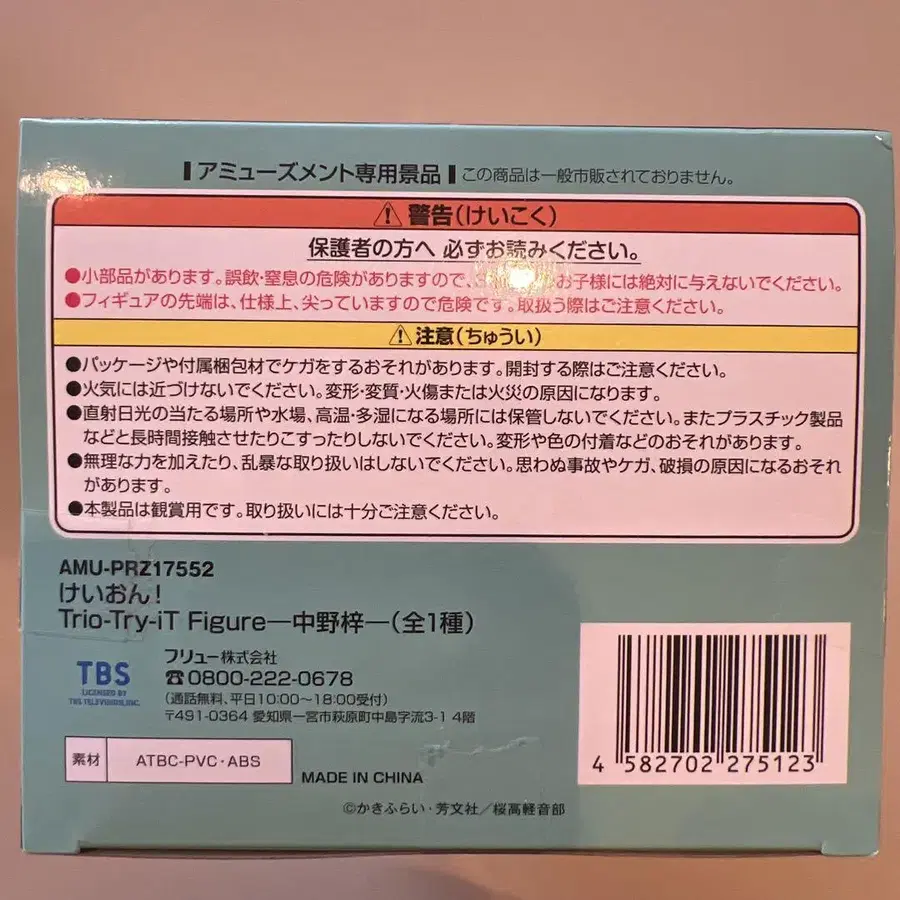 アミューズメント専用景品 この商品は一般市販されておりません。
⚠警告(けいこく)
保護者の方へ 必ずお読みください。
●小部品があります。誤飲・窒息の危険がありますので、お子様には絶対に与えないでください。
●フィギュアの先端は、仕様上、尖っていますので危険です。取扱う際はご注意ください。
⚠注意(ちゅうい)
●パッケージや付属梱包材でケガをするおそれがあります。開封する際はご注意ください。
●火気には近づけないでください。変形・変質・火傷または火災の原因になります。
●直射日光の当たる場所や水場、高温・多湿になる場所には保管しないでください。またプラスチック製品
などと長時間接触させたりこすったりしないでください。変形や色の付着などのおそれがあります。
●無理な力を加えたり、乱暴な取り扱いはしないでください。思わぬ事故やケガ、破損の原因になるおそれ
があります。
●本製品は観賞用です。取り扱いには十分ご注意ください。
AMU-PRZ17552
けいおん!
Trio-Try-iT Figure―中野梓―(全1種)
TBS
LICENSED BY
TBS TELEVISION,INC.
フリュー株式会社
☎0800-222-0678
(通話無料、平日10:00〜18:00受付)
〒491-0364 愛知県一宮市萩原町中島字流3-1 4階
素材 ATBC-PVC・ABS
MADE IN CHINA
4 582702 275123
©かきふらい・芳文社/桜高軽音部